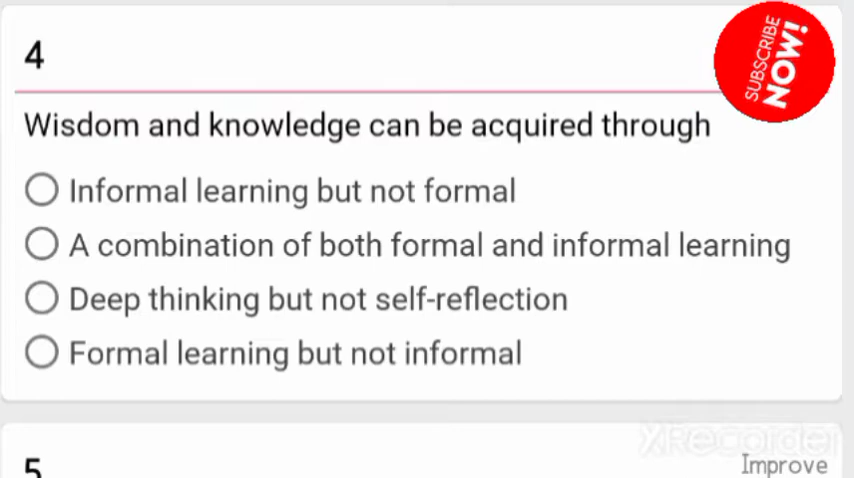 4
SUBSCRIBE
NOW!
Wisdom and knowledge can be acquired through
Informal learning but not formal
A combination of both formal and informal learning
Deep thinking but not self-reflection
Formal learning but not informal
XRecorder
5
Improve